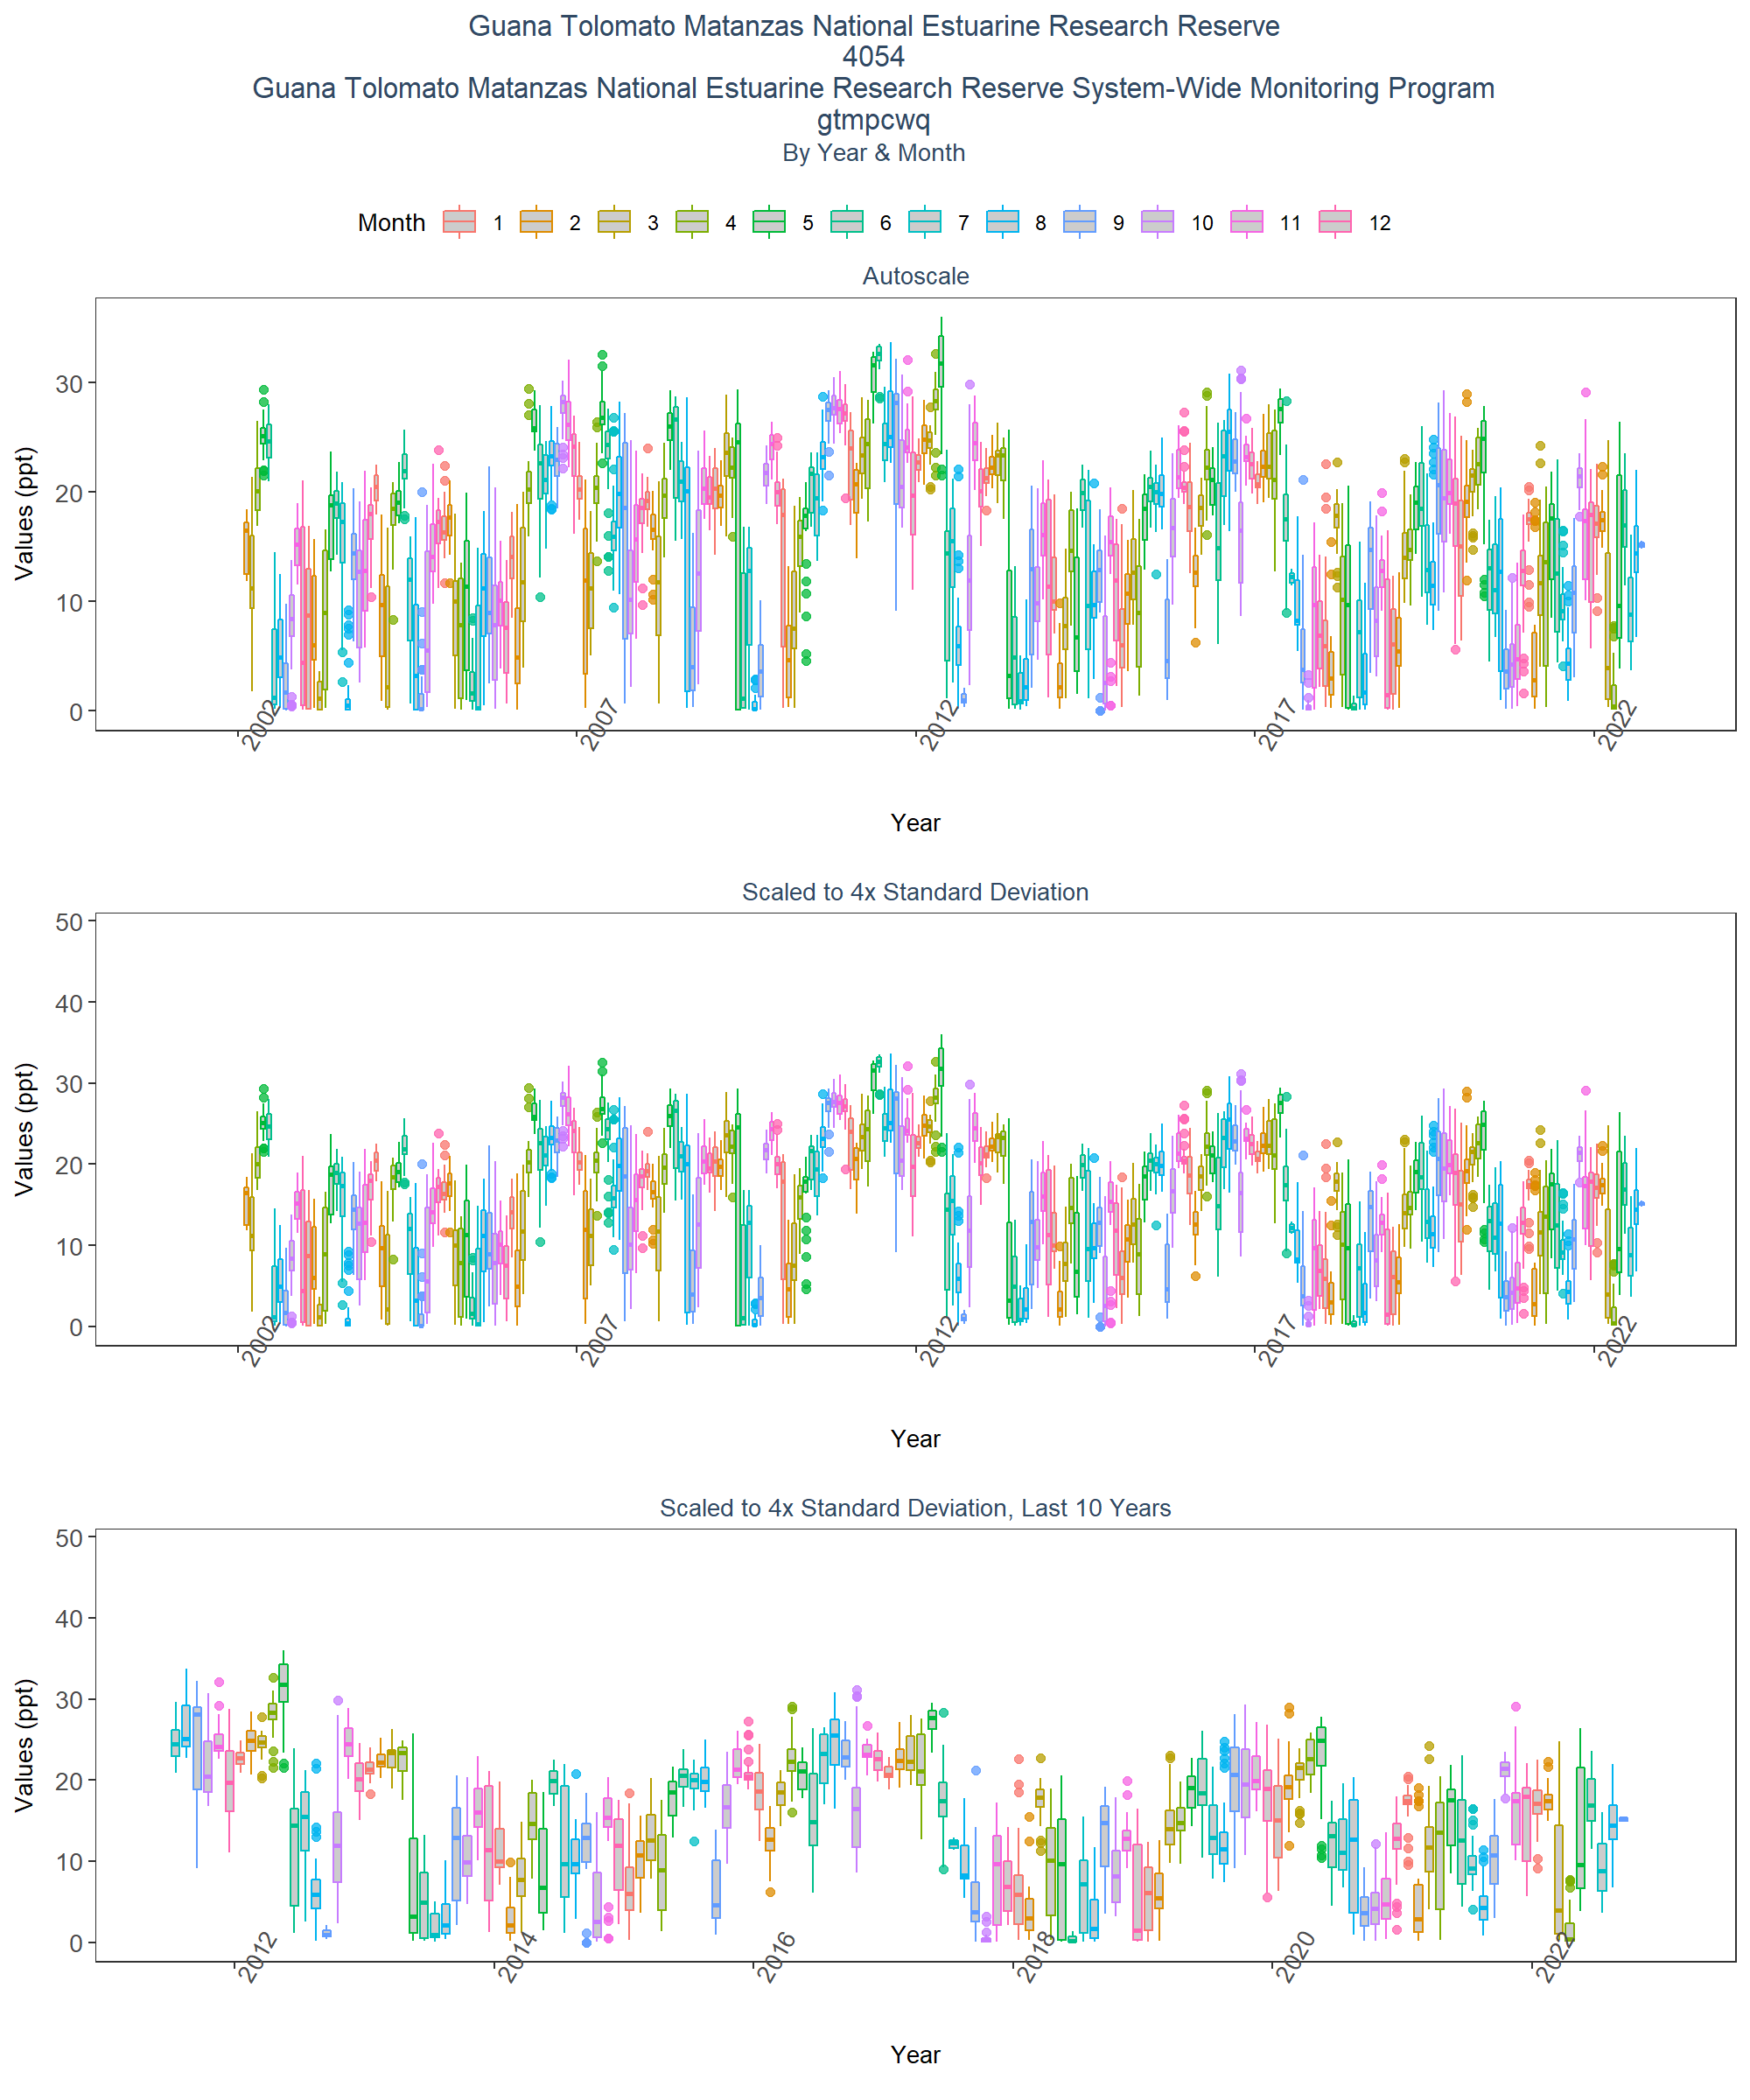 Guana Tolomato Matanzas National Estuarine Research Reserve
4054
Guana Tolomato Matanzas National Estuarine Research Reserve System-Wide Monitoring Program
gtmpcwq
By Year & Month
Month 1 2 3 4 5 6 7 8 9 10 11 12
Autoscale
Values (ppt)
30
20
10
0
2002 2007 2012 2017 2022
Year
Scaled to 4x Standard Deviation
Values (ppt)
50
40
30
20
10
0
2002 2007 2012 2017 2022
Year
Scaled to 4x Standard Deviation, Last 10 Years
Values (ppt)
50
40
30
20
10
0
2012 2014 2016 2018 2020 2022
Year